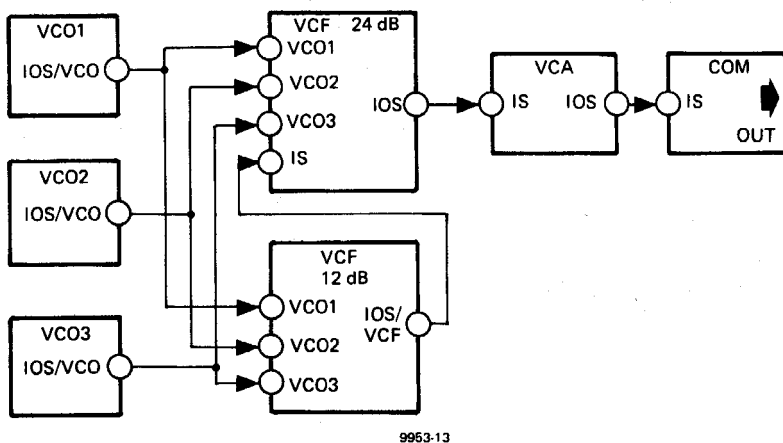 VCO1
IOS/VCO
VCO2
IOS/VCO
VCO3
IOS/VCO
VCF 24 dB
VCO1
VCO2
VCO3
IS
IOS
VCF
12 dB
VCO1
VCO2
VCO3
IOS/
VCF
VCA
IS
IOS
COM
IS
OUT
9953-13